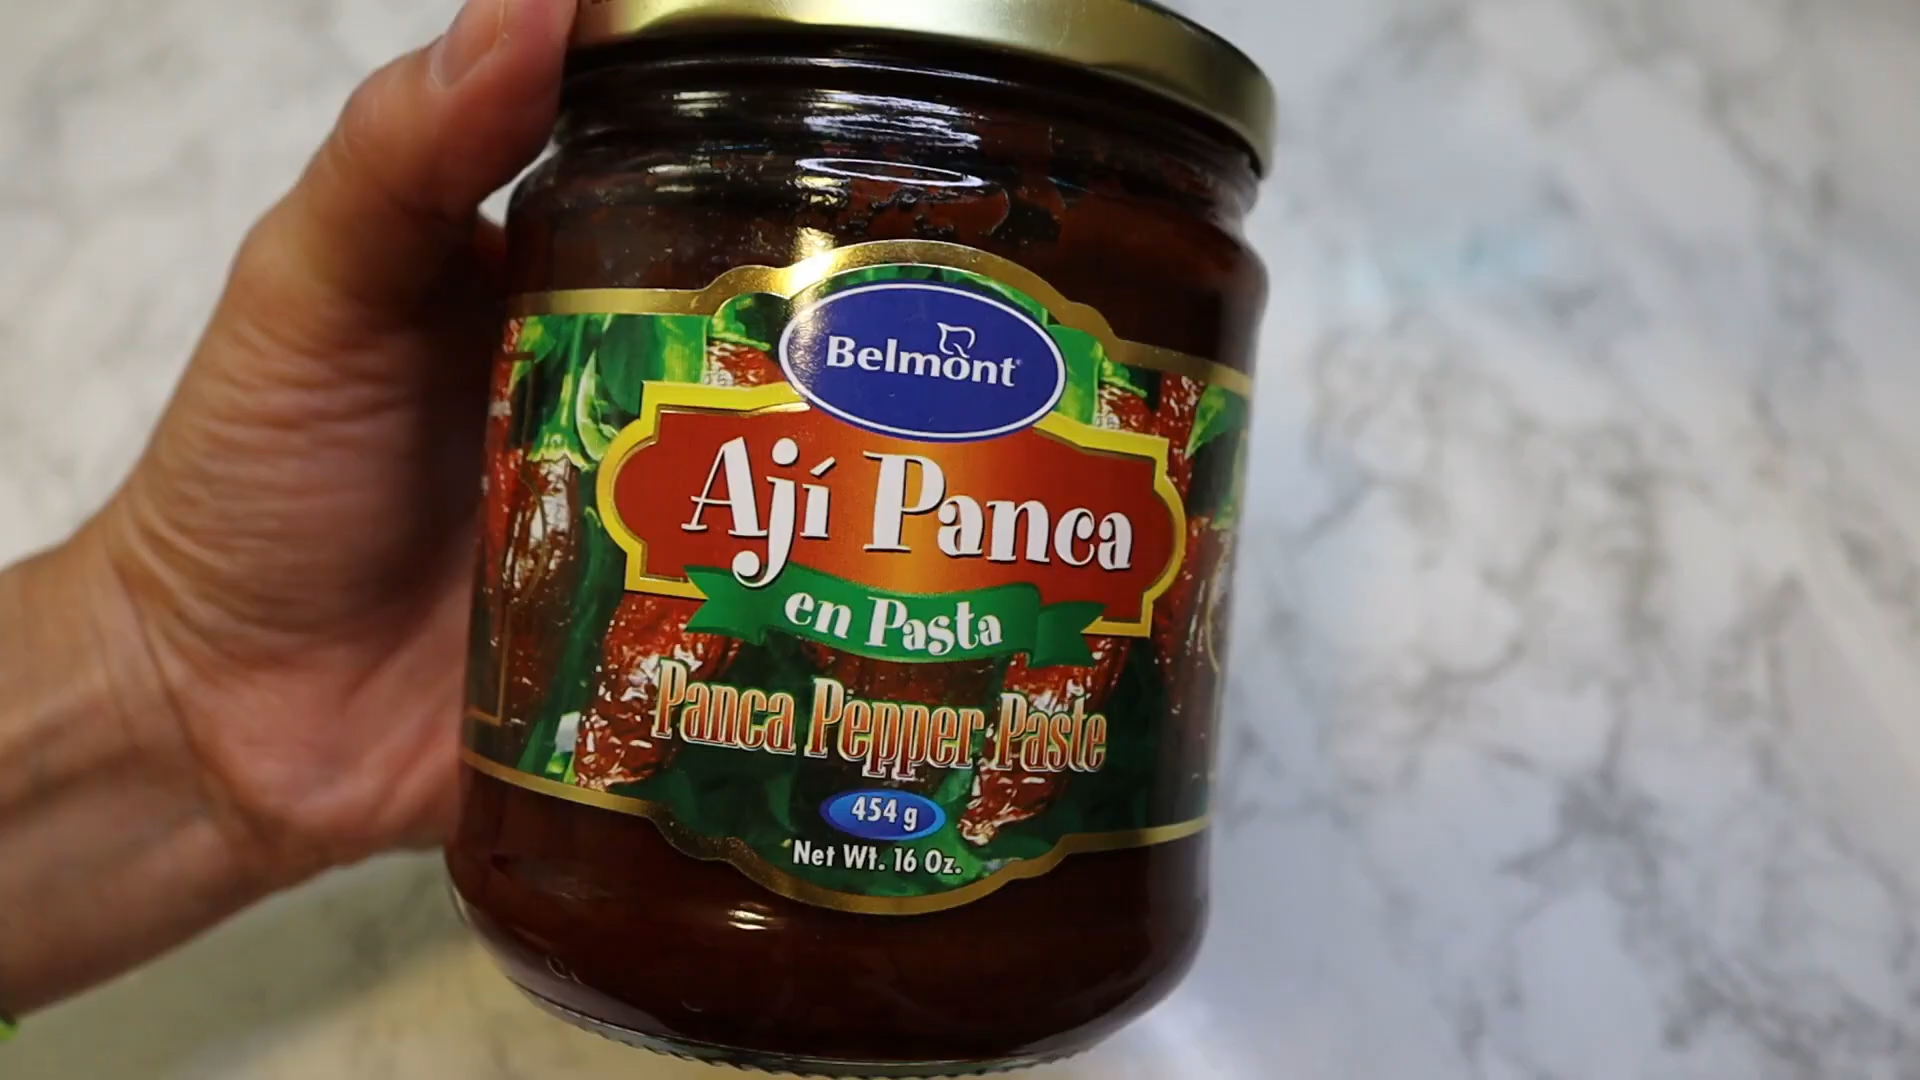 Belmont
Ají Panca
en Pasta
Panca Pepper Paste
454 g
Net Wt. 16 Oz.